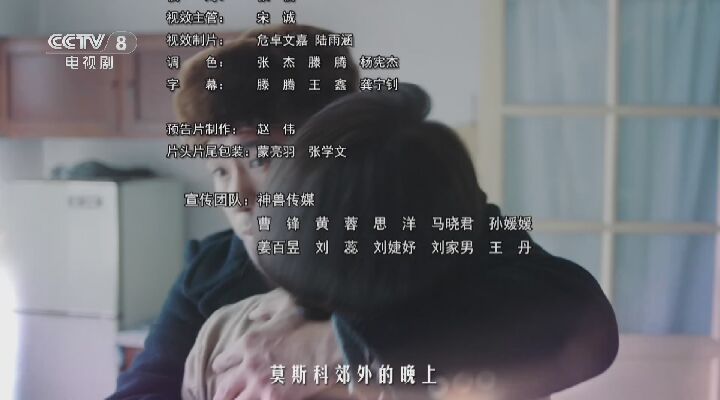 CCTV 8
电视剧
视效主管： 宋 诚
视效制片： 危卓文嘉 陆雨涵
调 色： 张 杰 滕 腾 杨宪杰
字 幕： 滕 腾 王 鑫 龚宁钊
预告片制作： 赵 伟
片头片尾包装： 蒙亮羽 张学文
宣传团队： 神兽传媒
曹 锋 黄 蓉 思 洋 马晓君 孙媛媛
姜百昱 刘 蕊 刘婕妤 刘家男 王 丹
莫斯科郊外的晚上